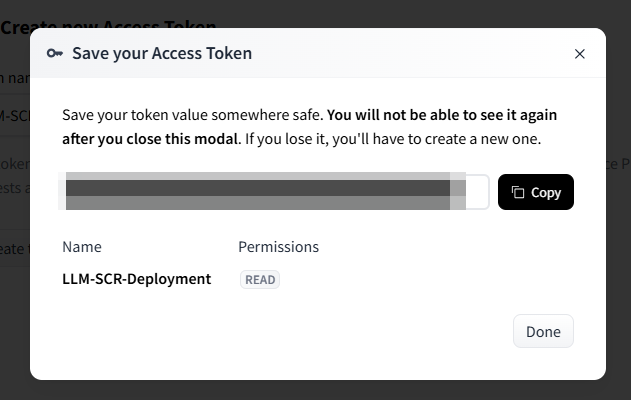 Create new Access Token
Save your Access Token
Save your token value somewhere safe. You will not be able to see it again
after you close this modal. If you lose it, you'll have to create a new one.
Copy
Name Permissions
LLM-SCR-Deployment READ
Done